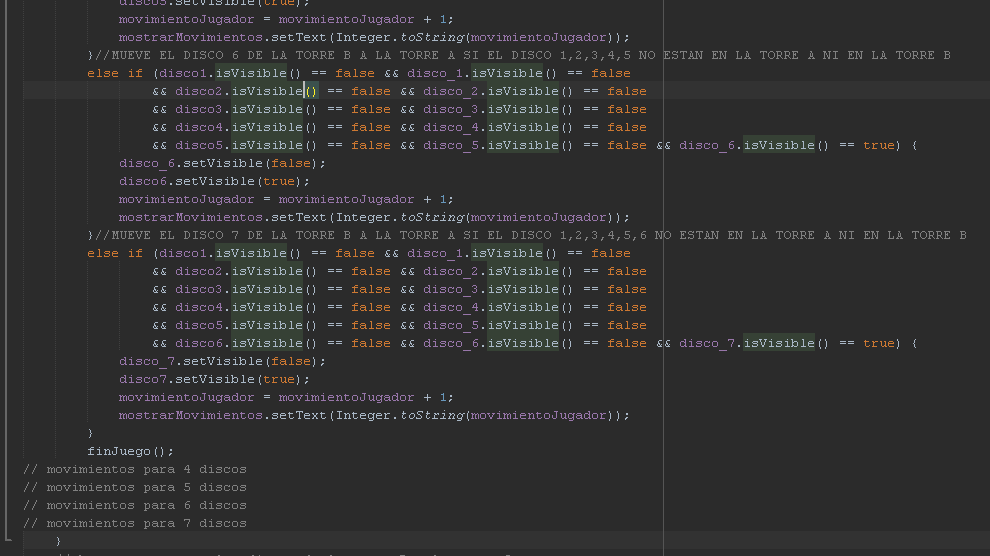 disco5.setVisible(true);
movimientoJugador = movimientoJugador + 1;
mostrarMovimientos.setText(Integer.toString(movimientoJugador));
}//MUEVE EL DISCO 6 DE LA TORRE B A LA TORRE A SI EL DISCO 1,2,3,4,5 NO ESTAN EN LA TORRE A NI EN LA TORRE B
else if (disco1.isVisible() == false && disco_1.isVisible() == false
&& disco2.isVisible() == false && disco_2.isVisible() == false
&& disco3.isVisible() == false && disco_3.isVisible() == false
&& disco4.isVisible() == false && disco_4.isVisible() == false
&& disco5.isVisible() == false && disco_5.isVisible() == false && disco_6.isVisible() == true) {
disco_6.setVisible(false);
disco6.setVisible(true);
movimientoJugador = movimientoJugador + 1;
mostrarMovimientos.setText(Integer.toString(movimientoJugador));
}//MUEVE EL DISCO 7 DE LA TORRE B A LA TORRE A SI EL DISCO 1,2,3,4,5,6 NO ESTAN EN LA TORRE A NI EN LA TORRE B
else if (disco1.isVisible() == false && disco_1.isVisible() == false
&& disco2.isVisible() == false && disco_2.isVisible() == false
&& disco3.isVisible() == false && disco_3.isVisible() == false
&& disco4.isVisible() == false && disco_4.isVisible() == false
&& disco5.isVisible() == false && disco_5.isVisible() == false
&& disco6.isVisible() == false && disco_6.isVisible() == false && disco_7.isVisible() == true) {
disco_7.setVisible(false);
disco7.setVisible(true);
movimientoJugador = movimientoJugador + 1;
mostrarMovimientos.setText(Integer.toString(movimientoJugador));
}
finJuego();
// movimientos para 4 discos
// movimientos para 5 discos
// movimientos para 6 discos
// movimientos para 7 discos
}